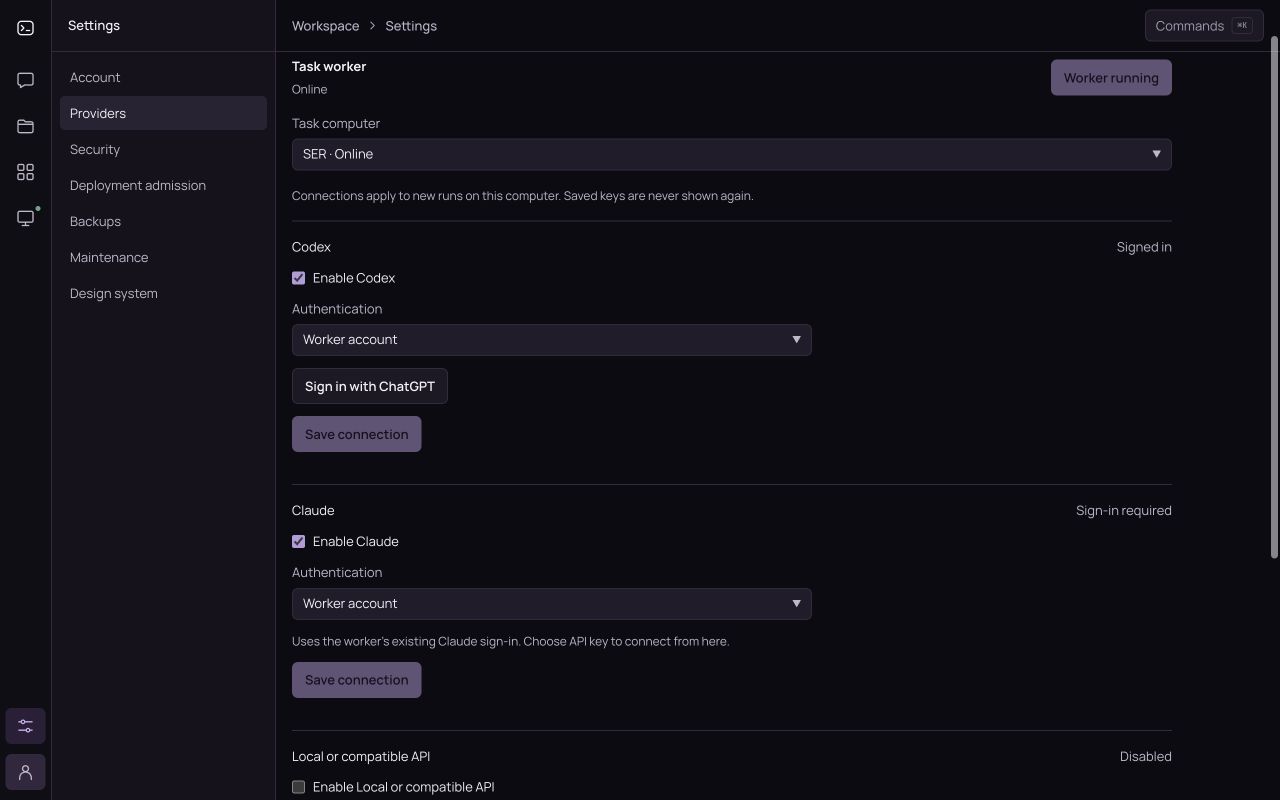 Settings
Workspace > Settings
Commands ⌘K
Account
Providers
Security
Deployment admission
Backups
Maintenance
Design system
Task worker
Online
Worker running
Task computer
SER · Online
Connections apply to new runs on this computer. Saved keys are never shown again.
Codex
Signed in
Enable Codex
Authentication
Worker account
Sign in with ChatGPT
Save connection
Claude
Sign-in required
Enable Claude
Authentication
Worker account
Uses the worker's existing Claude sign-in. Choose API key to connect from here.
Save connection
Local or compatible API
Disabled
Enable Local or compatible API